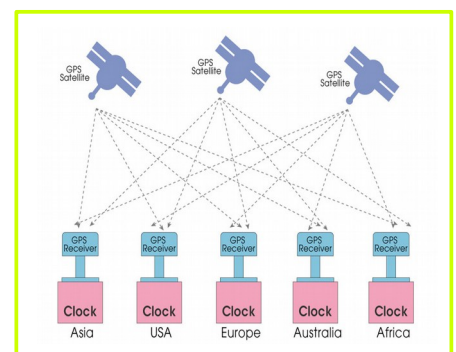 GPS
Satellite
GPS
Satellite
GPS
Satellite
GPS
Receiver
GPS
Receiver
GPS
Receiver
GPS
Receiver
GPS
Receiver
Clock
Clock
Clock
Clock
Clock
Asia
USA
Europe
Australia
Africa